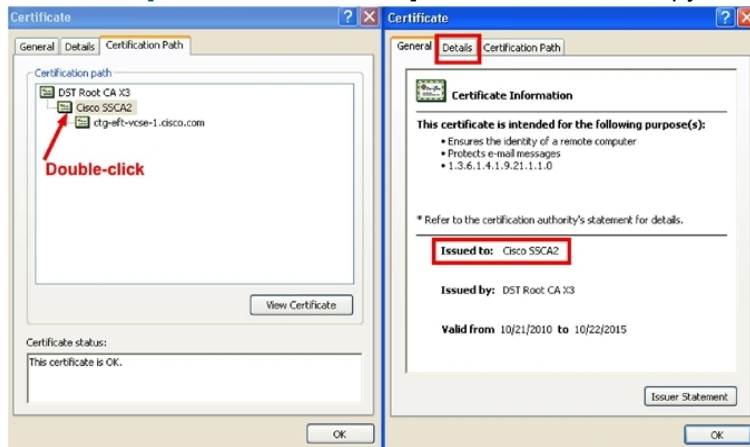 Certificate
General Details Certification Path
Certification path
DST Root CA X3
Cisco SSCA2
ctg-eft-vcse-1.cisco.com
Double-click
View Certificate
Certificate status:
This certificate is OK.
OK
Certificate
General Details Certification Path
Certificate Information
This certificate is intended for the following purpose(s):
• Ensures the identity of a remote computer
• Protects e-mail messages
• 1.3.6.1.4.1.9.21.1.1.0
* Refer to the certification authority's statement for details.
Issued to: Cisco SSCA2
Issued by: DST Root CA X3
Valid from 10/21/2010 to 10/22/2015
Issuer Statement
OK